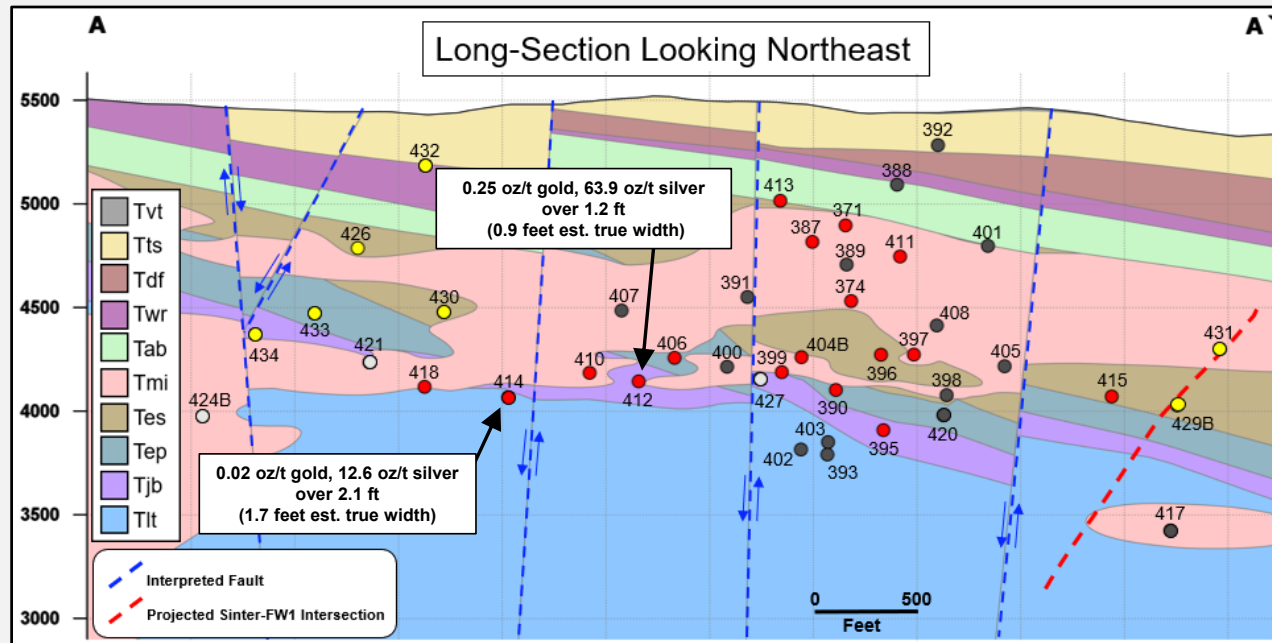 A
A'
Long-Section Looking Northeast
5500
5000
4500
4000
3500
3000
Tvt
Tts
Tdf
Twr
Tab
Tmi
Tes
Tep
Tjb
Tlt
0.25 oz/t gold, 63.9 oz/t silver
over 1.2 ft
(0.9 feet est. true width)
0.02 oz/t gold, 12.6 oz/t silver
over 2.1 ft
(1.7 feet est. true width)
392
432
388
413
371
426
387
389
411
401
391
374
407
430
433
408
434
421
406
404B
397
431
410
400
399
396
405
418
414
412
427
398
415
424B
390
420
429B
403
395
402
393
417
Interpreted Fault
Projected Sinter-FW1 Intersection
0
500
Feet